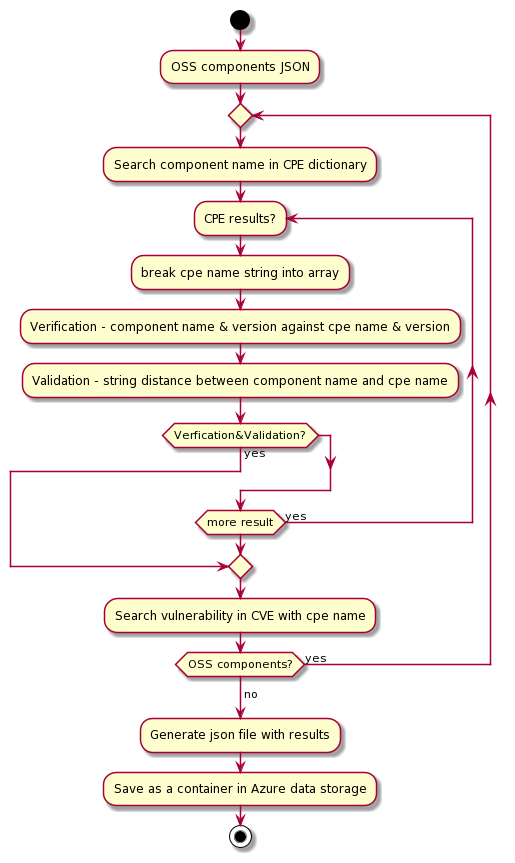 OSS components JSON
Search component name in CPE dictionary
CPE results?
break cpe name string into array
Verification - component name & version against cpe name & version
Validation - string distance between component name and cpe name
Verfication&Validation?
yes
more result
yes
Search vulnerability in CVE with cpe name
OSS components?
yes
no
Generate json file with results
Save as a container in Azure data storage